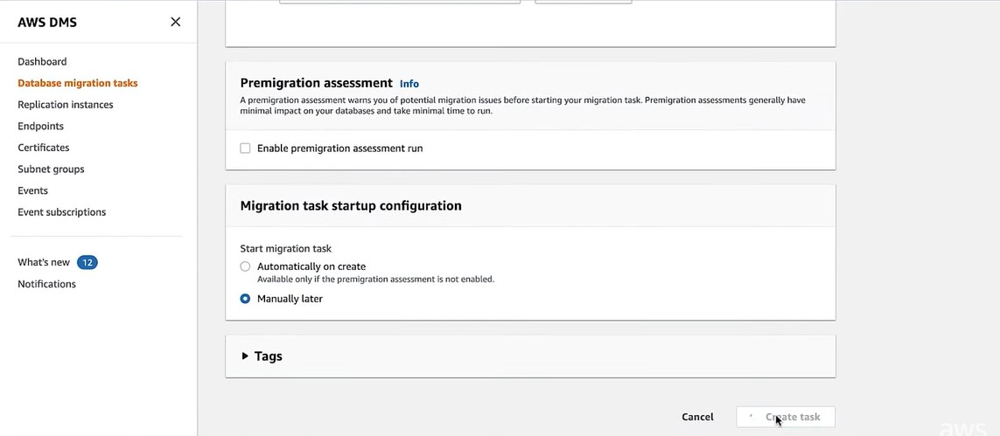 AWS DMS
Dashboard
Database migration tasks
Replication instances
Endpoints
Certificates
Subnet groups
Events
Event subscriptions
What's new 12
Notifications
Premigration assessment Info
A premigration assessment warns you of potential migration issues before starting your migration task. Premigration assessments generally have
minimal impact on your databases and take minimal time to run.
Enable premigration assessment run
Migration task startup configuration
Start migration task
Automatically on create
Available only if the premigration assessment is not enabled.
Manually later
Tags
Cancel
Create task
aws